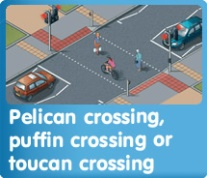 Pelican crossing,
puffin crossing or
toucan crossing